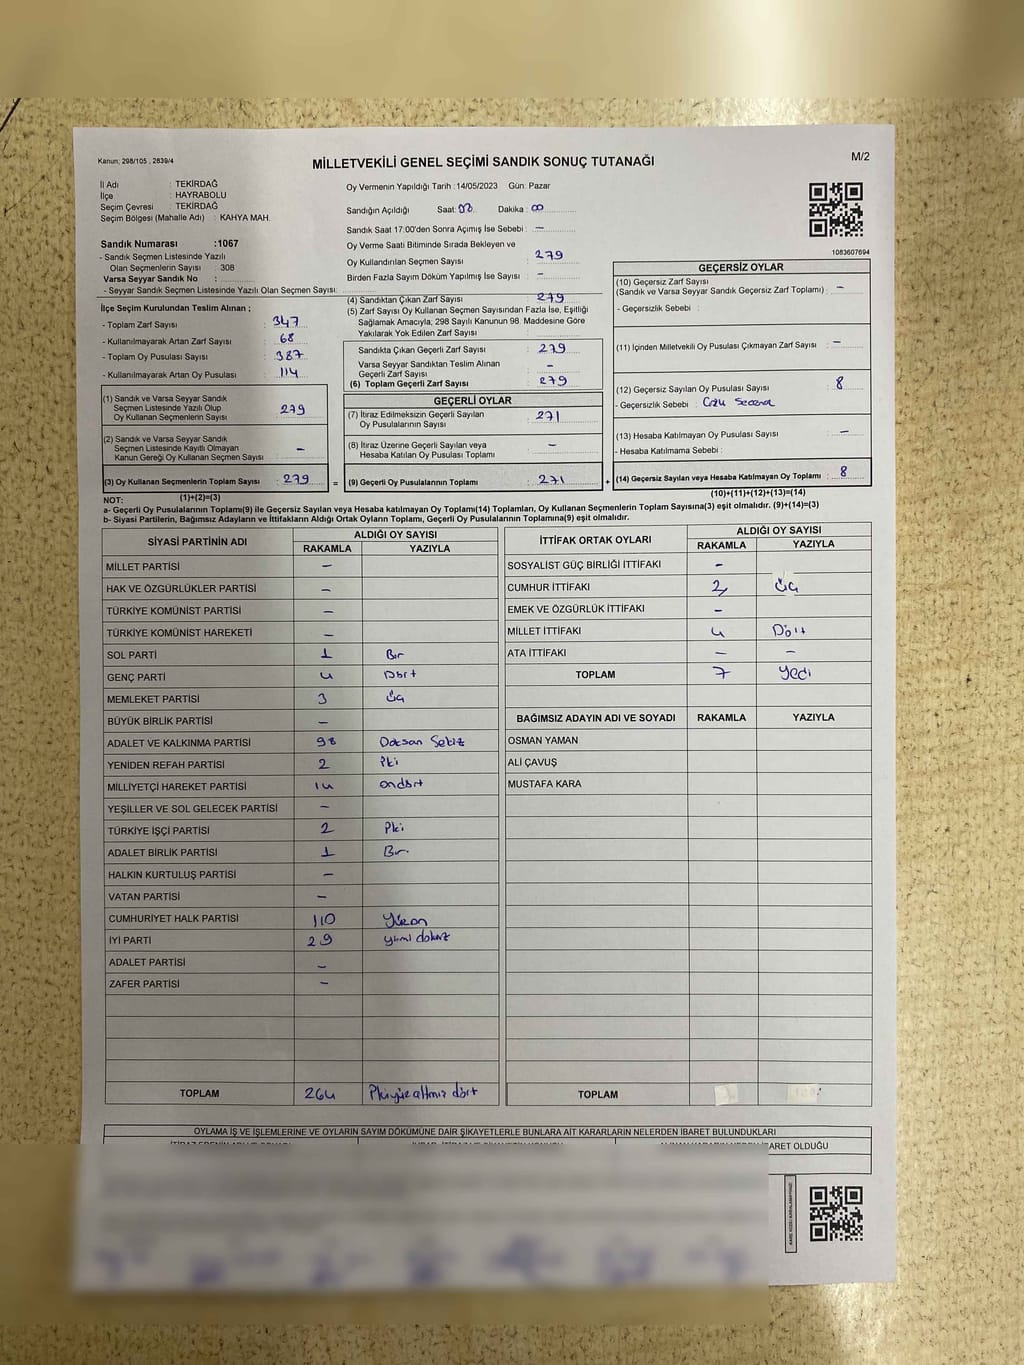 Kanun; 298/105 , 2839/4
MİLLETVEKİLİ GENEL SEÇİMİ SANDIK SONUÇ TUTANAĞI
M/2
İl Adı : TEKİRDAĞ
İlçe : HAYRABOLU
Seçim Çevresi : TEKİRDAĞ
Seçim Bölgesi (Mahalle Adı) : KAHYA MAH.
Sandık Numarası :1067
- Sandık Seçmen Listesinde Yazılı
Olan Seçmenlerin Sayısı : 308
Varsa Seyyar Sandık No :
- Seyyar Sandık Seçmen Listesinde Yazılı Olan Seçmen Sayısı:
Oy Vermenin Yapıldığı Tarih :14/05/2023 Gün: Pazar
Sandığın Açıldığı Saat: Dakika :
Sandık Saat 17:00'den Sonra Açımış İse Sebebi : -
Oy Verme Saati Bitiminde Sırada Bekleyen ve
Oy Kullandırılan Seçmen Sayısı : 279
Birden Fazla Sayım Döküm Yapılmış İse Sayısı : -
1083607694
İlçe Seçim Kurulundan Teslim Alınan ;
- Toplam Zarf Sayısı : 347
- Kullanılmayarak Artan Zarf Sayısı : 68
- Toplam Oy Pusulası Sayısı : 387
- Kullanılmayarak Artan Oy Pusulası : 114
(1) Sandık ve Varsa Seyyar Sandık
Seçmen Listesinde Yazılı Olup
Oy Kullanan Seçmenlerin Sayısı : 279
(2) Sandık ve Varsa Seyyar Sandık
Seçmen Listesinde Kayıtlı Olmayan
Kanun Gereği Oy Kullanan Seçmen Sayısı : -
(3) Oy Kullanan Seçmenlerin Toplam Sayısı : 279
(1)+(2)=(3)
(4) Sandıktan Çıkan Zarf Sayısı : 279
(5) Zarf Sayısı Oy Kullanan Seçmen Sayısından Fazla İse, Eşitliği
Sağlamak Amacıyla; 298 Sayılı Kanunun 98. Maddesine Göre
Yakılarak Yok Edilen Zarf Sayısı :
Sandıkta Çıkan Geçerli Zarf Sayısı : 279
Varsa Seyyar Sandıktan Teslim Alınan
Geçerli Zarf Sayısı : -
(6) Toplam Geçerli Zarf Sayısı : 279
GEÇERLİ OYLAR
(7) İtiraz Edilmeksizin Geçerli Sayılan
Oy Pusulalarının Sayısı : 271
(8) İtiraz Üzerine Geçerli Sayılan veya
Hesaba Katılan Oy Pusulası Toplamı : -
= (9) Geçerli Oy Pusulalarının Toplamı : 271 +
GEÇERSİZ OYLAR
(10) Geçersiz Zarf Sayısı
(Sandık ve Varsa Seyyar Sandık Geçersiz Zarf Toplamı) : -
- Geçersizlik Sebebi :
(11) İçinden Milletvekili Oy Pusulası Çıkmayan Zarf Sayısı : -
(12) Geçersiz Sayılan Oy Pusulası Sayısı : 8
- Geçersizlik Sebebi :
(13) Hesaba Katılmayan Oy Pusulası Sayısı : -
- Hesaba Katılmama Sebebi :
(14) Geçersiz Sayılan veya Hesaba Katılmayan Oy Toplamı : 8
(10)+(11)+(12)+(13)=(14)
NOT:
a- Geçerli Oy Pusulalarının Toplamı(9) ile Geçersiz Sayılan veya Hesaba katılmayan Oy Toplamı(14) Toplamları, Oy Kullanan Seçmenlerin Toplam Sayısına(3) eşit olmalıdır. (9)+(14)=(3)
b- Siyasi Partilerin, Bağımsız Adayların ve İttifakların Aldığı Ortak Oyların Toplamı, Geçerli Oy Pusulalarının Toplamına(9) eşit olmalıdır.
SİYASİ PARTİNİN ADI ALDIĞI OY SAYISI
RAKAMLA YAZIYLA
MİLLET PARTİSİ -
HAK VE ÖZGÜRLÜKLER PARTİSİ -
TÜRKİYE KOMÜNİST PARTİSİ -
TÜRKİYE KOMÜNİST HAREKETİ -
SOL PARTİ 1 Bir
GENÇ PARTİ 4 Dört
MEMLEKET PARTİSİ 3 Üç
BÜYÜK BİRLİK PARTİSİ -
ADALET VE KALKINMA PARTİSİ 98 Doksan Sekiz
YENİDEN REFAH PARTİSİ 2 İki
MİLLİYETÇİ HAREKET PARTİSİ 14 ondört
YEŞİLLER VE SOL GELECEK PARTİSİ -
TÜRKİYE İŞÇİ PARTİSİ 2 İki
ADALET BİRLİK PARTİSİ 1 Bir
HALKIN KURTULUŞ PARTİSİ -
VATAN PARTİSİ -
CUMHURİYET HALK PARTİSİ 110 Yüzon
İYİ PARTİ 29 yirmi dokuz
ADALET PARTİSİ -
ZAFER PARTİSİ -
TOPLAM 264 İkiyüz altmış dört
İTTİFAK ORTAK OYLARI ALDIĞI OY SAYISI
RAKAMLA YAZIYLA
SOSYALİST GÜÇ BİRLİĞİ İTTİFAKI -
CUMHUR İTTİFAKI 3 Üç
EMEK VE ÖZGÜRLÜK İTTİFAKI -
MİLLET İTTİFAKI 4 Dört
ATA İTTİFAKI - -
TOPLAM 7 Yedi
BAĞIMSIZ ADAYIN ADI VE SOYADI RAKAMLA YAZIYLA
OSMAN YAMAN
ALİ ÇAVUŞ
MUSTAFA KARA
TOPLAM
OYLAMA İŞ VE İŞLEMLERİNE VE OYLARIN SAYIM DÖKÜMÜNE DAİR ŞİKAYETLERLE BUNLARA AİT KARARLARIN NELERDEN İBARET BULUNDUKLARI